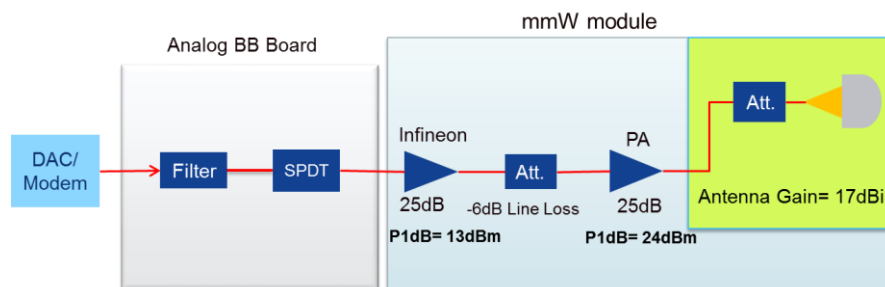 mmW module
Analog BB Board
DAC/
Modem
Filter
SPDT
Infineon
25dB
P1dB= 13dBm
Att.
-6dB Line Loss
PA
25dB
P1dB= 24dBm
Att.
Antenna Gain= 17dBi